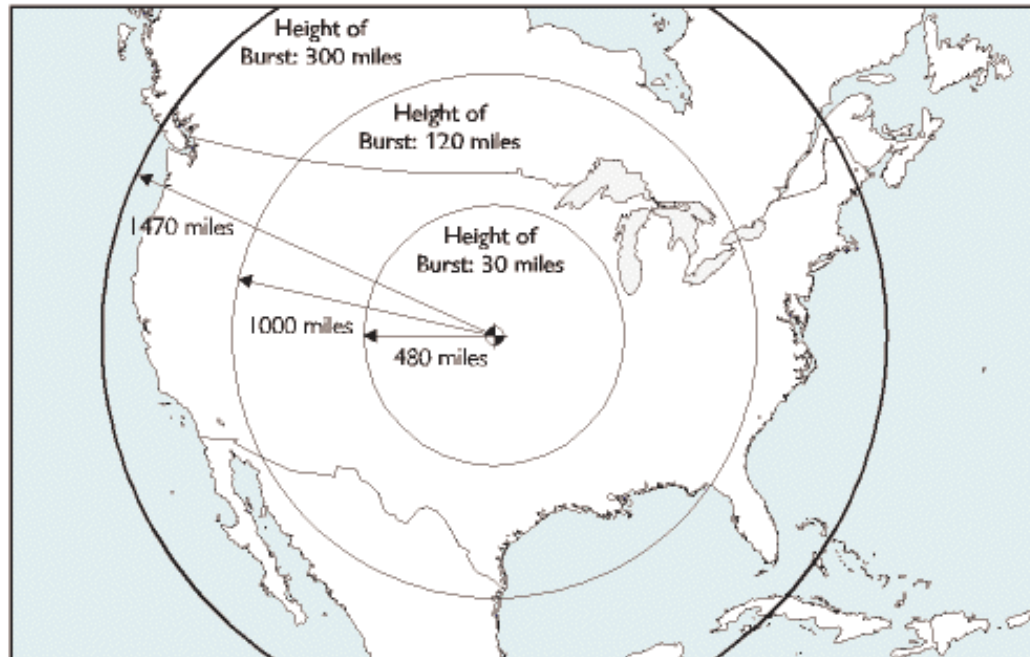 Height of
Burst: 300 miles
Height of
Burst: 120 miles
1470 miles
Height of
Burst: 30 miles
1000 miles
480 miles